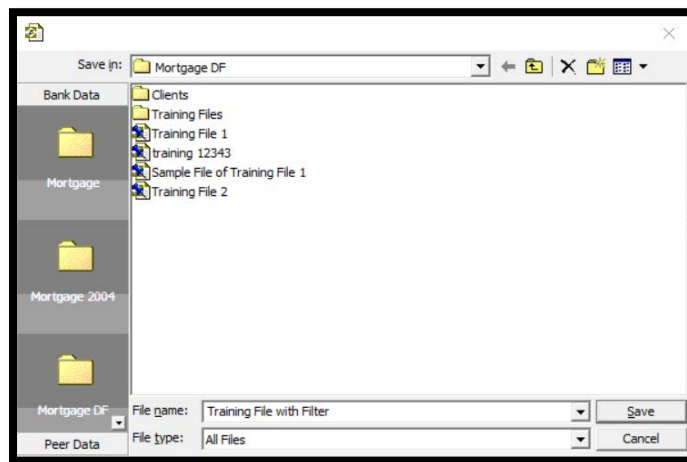 Save in: Mortgage DF
Bank Data
Mortgage
Mortgage 2004
Mortgage DF
Peer Data
Clients
Training Files
Training File 1
training 12343
Sample File of Training File 1
Training File 2
File name: Training File with Filter Save
File type: All Files Cancel